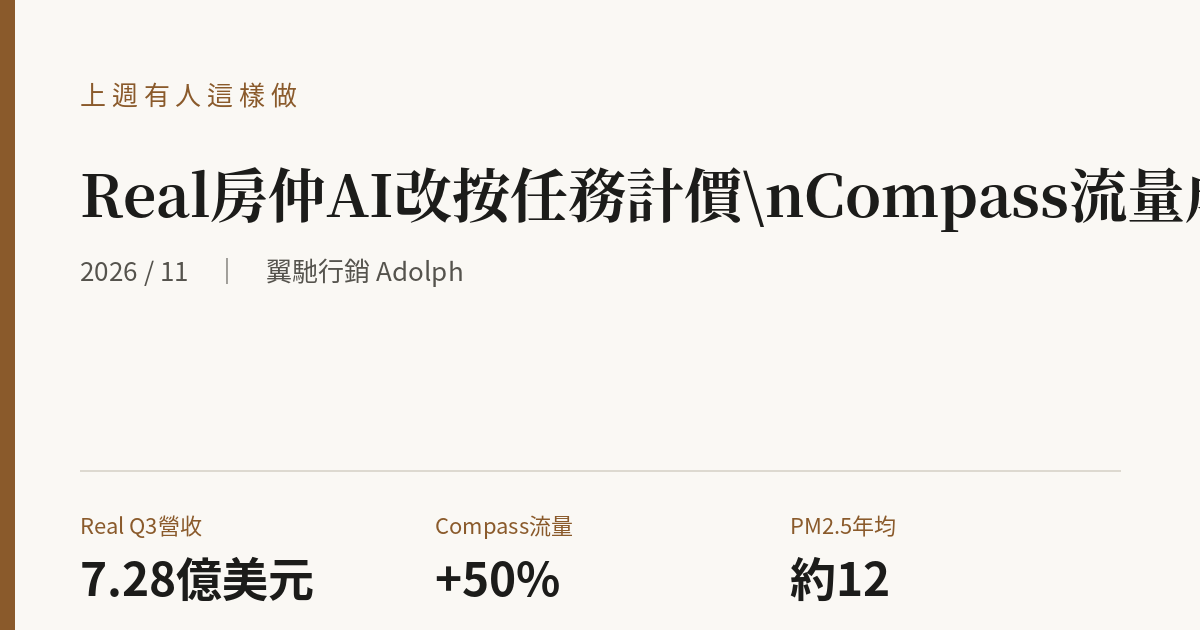 上週有人這樣做
Real房仲AI改按任務計價\nCompass流量
2026 / 11 ｜ 翼馳行銷 Adolph
Real Q3營收
Compass流量
PM2.5年均
7.28億美元
+50%
約12